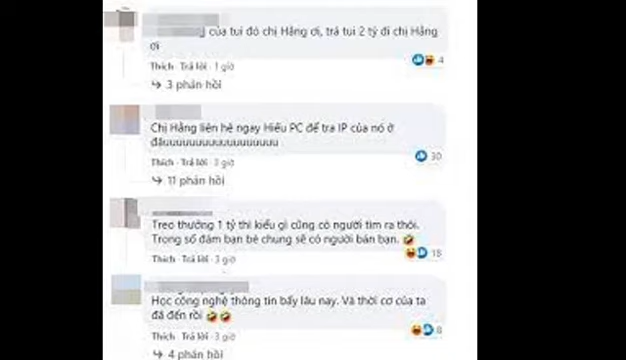 của tui đó chị Hằng ơi, trả tui 2 tỷ đi chị Hằng
ơi
4
Thích · Trả lời · 1 giờ
3 phản hồi
Chị Hằng liên hệ ngay Hiếu PC để tra IP của nó ở
đâuuuuuuuuuuuuuuuuuuu
30
Thích · Trả lời · 3 giờ
11 phản hồi
Treo thưởng 1 tỷ thì kiểu gì cũng có người tìm ra thôi.
Trong số đám bạn bè chung sẽ có người bán bạn. 🤣
18
Thích · Trả lời · 3 giờ
Học công nghệ thông tin bấy lâu nay. Và thời cơ của ta
đã đến rồi 🤣🤣
8
Thích · Trả lời · 3 giờ
4 phản hồi